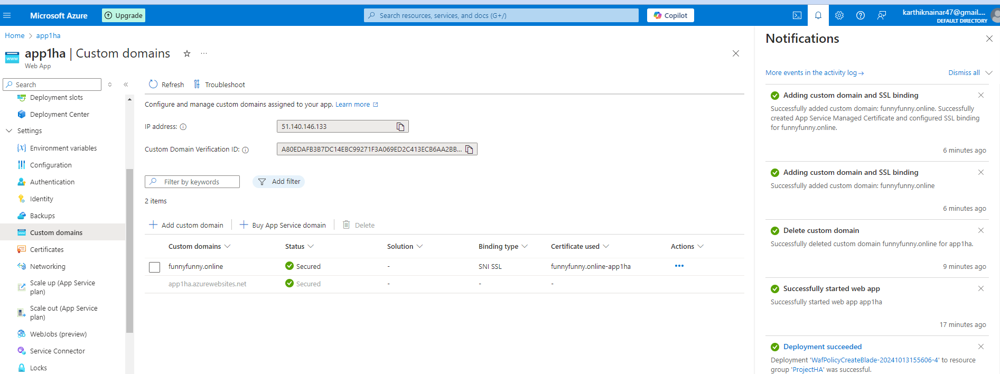 Microsoft Azure
Upgrade
Search resources, services, and docs (G+/)
Copilot
karthiknainar47@gmail....
DEFAULT DIRECTORY
Home > app1ha
app1ha | Custom domains
...
Web App
Search
Deployment slots
Deployment Center
Settings
Environment variables
Configuration
Authentication
Identity
Backups
Custom domains
Certificates
Networking
Scale up (App Service
plan)
Scale out (App Service
plan)
WebJobs (preview)
Service Connector
Locks
Refresh
Troubleshoot
Configure and manage custom domains assigned to your app. Learn more
IP address:
51.140.146.133
Custom Domain Verification ID:
A80EDAFB3B7DC14EBC99271F3A069ED2C413ECB6AA2BB...
Filter by keywords
Add filter
2 items
Add custom domain
Buy App Service domain
Delete
Custom domains Status Solution Binding type Certificate used Actions
funnyfunny.online Secured - SNI SSL funnyfunny.online-app1ha
app1ha.azurewebsites.net Secured - - -
Notifications
More events in the activity log→
Dismiss all
Adding custom domain and SSL binding
Successfully added custom domain: funnyfunny.online. Successfully
created App Service Managed Certificate and configured SSL binding
for funnyfunny.online.
6 minutes ago
Adding custom domain and SSL binding
Successfully added custom domain: funnyfunny.online
6 minutes ago
Delete custom domain
Successfully deleted custom domain funnyfunny.online for app1ha.
9 minutes ago
Successfully started web app
Successfully started web app app1ha
17 minutes ago
Deployment succeeded
Deployment 'WafPolicyCreateBlade-20241013155606-4' to resource
group 'ProjectHA' was successful.